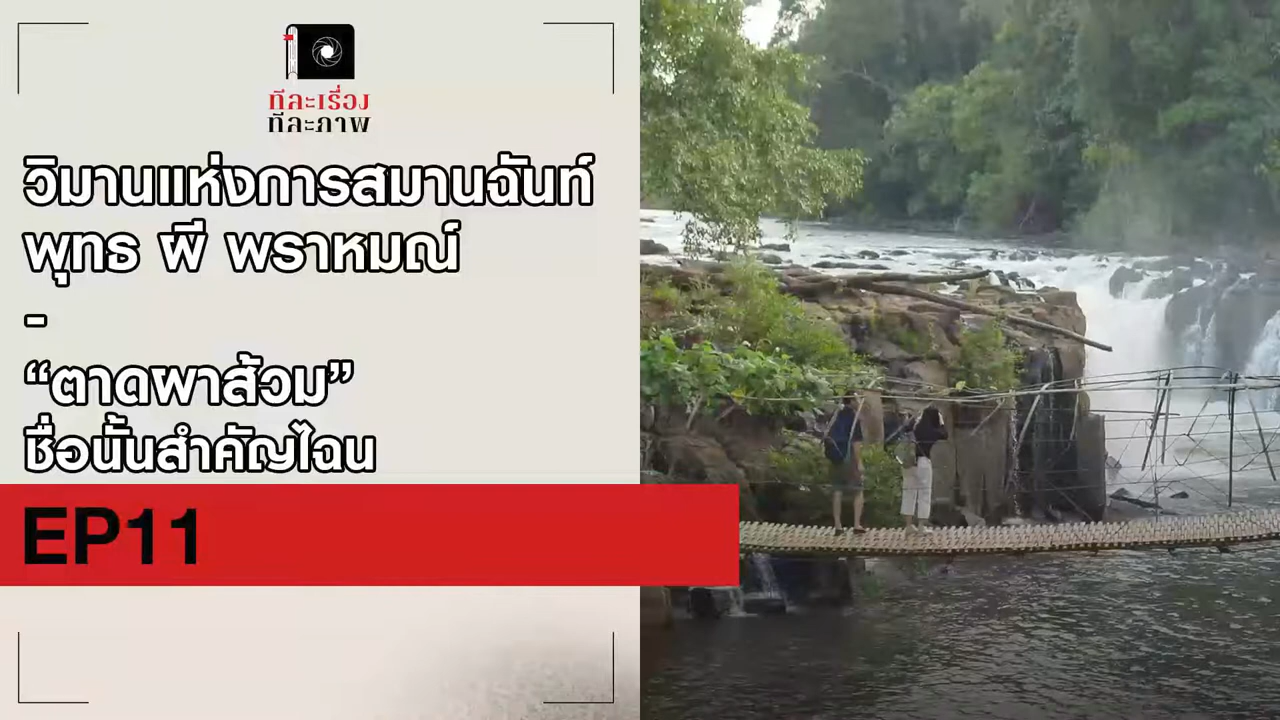 ทีละเรื่อง
ทีละภาพ
วิมานแห่งการสมานฉันท์
พุทธ ผี พราหมณ์
-
“ตาดผาส้วม”
ชื่อนั้นสำคัญไฉน
EP11